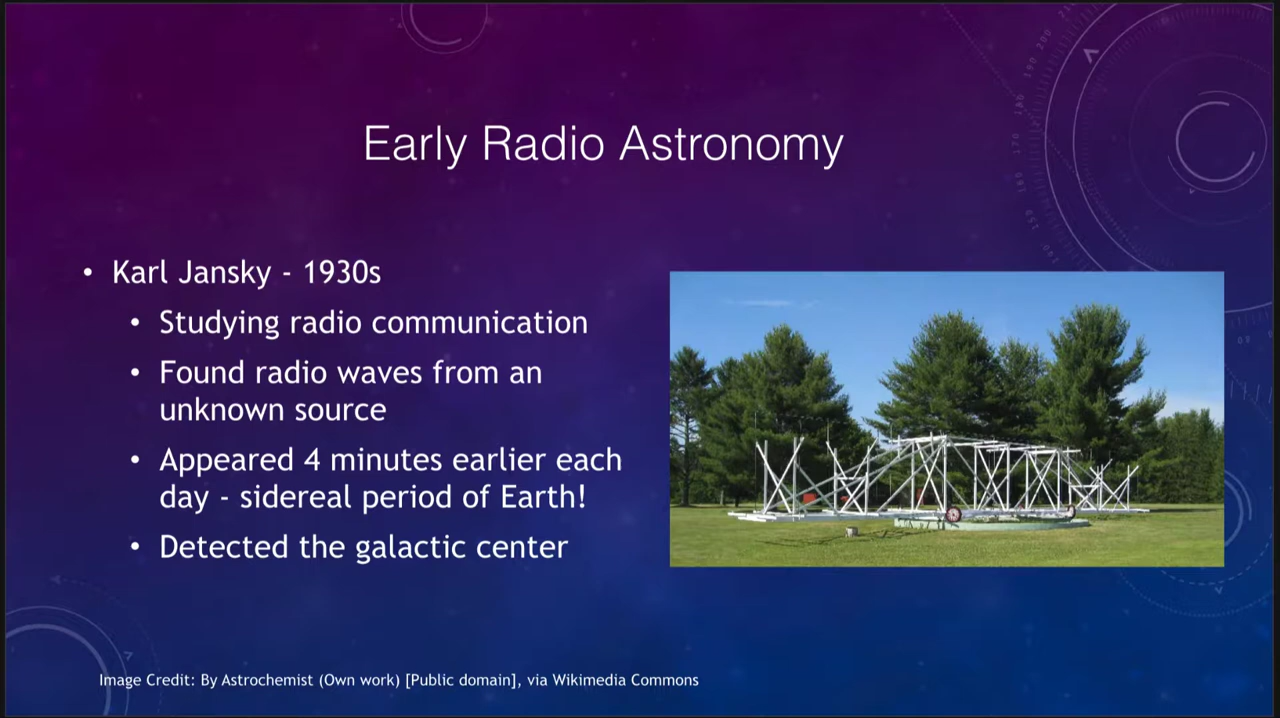 Early Radio Astronomy
• Karl Jansky - 1930s
• Studying radio communication
• Found radio waves from an
unknown source
• Appeared 4 minutes earlier each
day - sidereal period of Earth!
• Detected the galactic center
Image Credit: By Astrochemist (Own work) [Public domain], via Wikimedia Commons